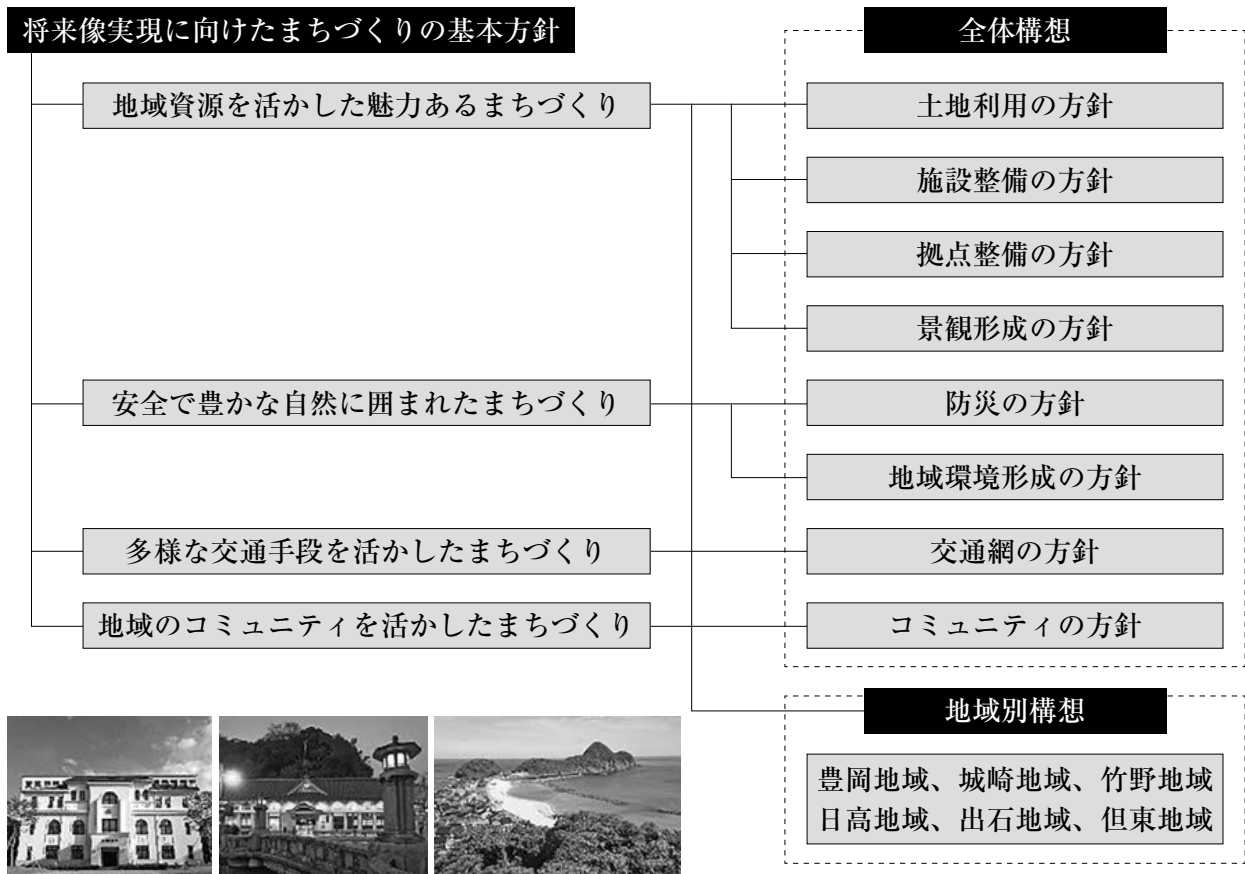 将来像実現に向けたまちづくりの基本方針
地域資源を活かした魅力あるまちづくり
安全で豊かな自然に囲まれたまちづくり
多様な交通手段を活かしたまちづくり
地域のコミュニティを活かしたまちづくり
全体構想
土地利用の方針
施設整備の方針
拠点整備の方針
景観形成の方針
防災の方針
地域環境形成の方針
交通網の方針
コミュニティの方針
地域別構想
豊岡地域、城崎地域、竹野地域
日高地域、出石地域、但東地域